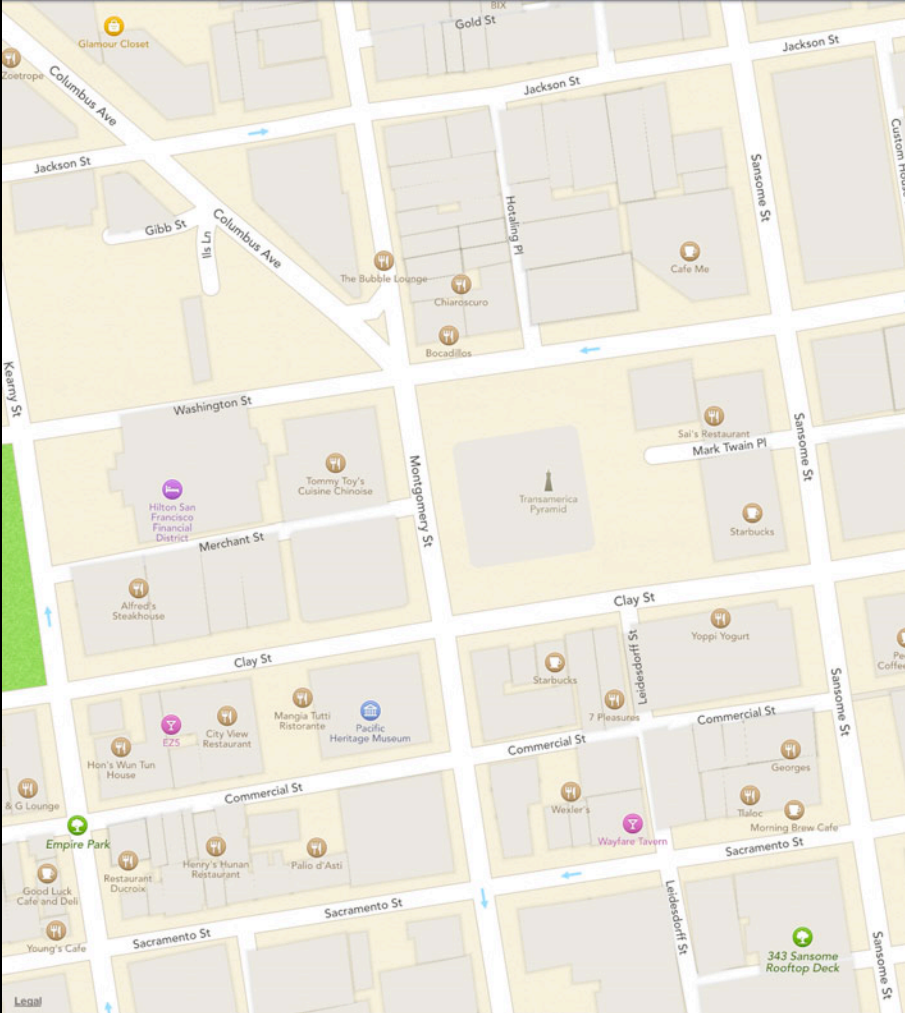 BIX
Gold St
Glamour Closet
Jackson St
Zoetrope
Columbus Ave
Jackson St
Custom Hou
Jackson St
Sansome St
Hotaling Pl
Gibb St
Ils Ln
Columbus Ave
The Bubble Lounge
Cafe Me
Chiaroscuro
Bocadillos
Kearny St
Washington St
Sansome St
Sai's Restaurant
Mark Twain Pl
Montgomery St
Tommy Toy's
Cuisine Chinoise
Transamerica
Pyramid
Hilton San
Francisco
Financial
District
Starbucks
Merchant St
Alfred's
Steakhouse
Clay St
Yoppi Yogurt
Leidesdorff St
Clay St
Starbucks
Sansome St
Pe
Coffee
7 Pleasures
Commercial St
Mangia Tutti
Ristorante
Pacific
Heritage Museum
EZ5
City View
Restaurant
Hon's Wun Tun
House
Commercial St
Georges
Commercial St
& G Lounge
Wexler's
Tlaloc
Morning Brew Cafe
Empire Park
Wayfare Tavern
Sacramento St
Henry's Hunan
Restaurant
Palio d'Asti
Restaurant
Ducroix
Good Luck
Cafe and Deli
Sacramento St
Leidesdorff St
Sacramento St
Young's Cafe
343 Sansome
Rooftop Deck
Sansome St
Legal